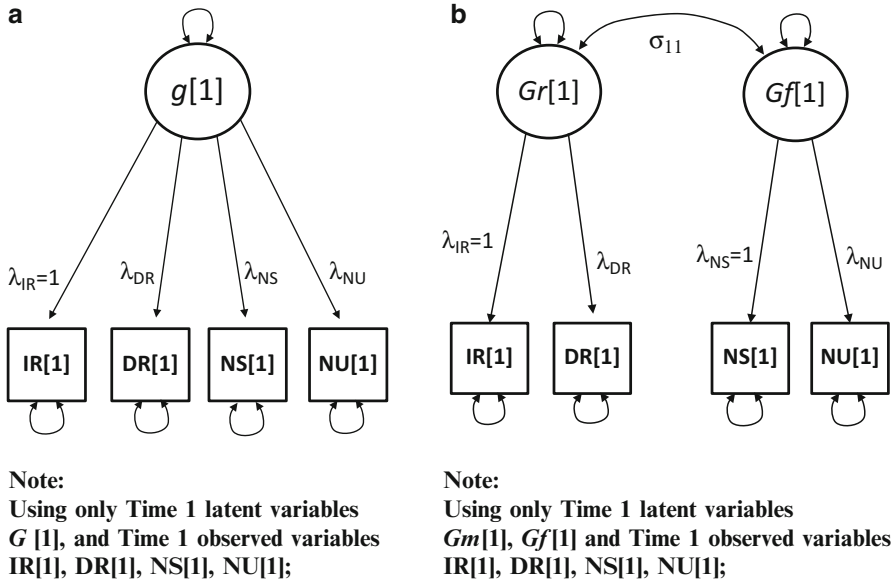 a
g[1]
λIR=1
λDR
λNS
λNU
IR[1]
DR[1]
NS[1]
NU[1]
Note:
Using only Time 1 latent variables
G [1], and Time 1 observed variables
IR[1], DR[1], NS[1], NU[1];
b
σ11
Gr[1]
Gf[1]
λIR=1
λDR
λNS=1
λNU
IR[1]
DR[1]
NS[1]
NU[1]
Note:
Using only Time 1 latent variables
Gm[1], Gf[1] and Time 1 observed variables
IR[1], DR[1], NS[1], NU[1];